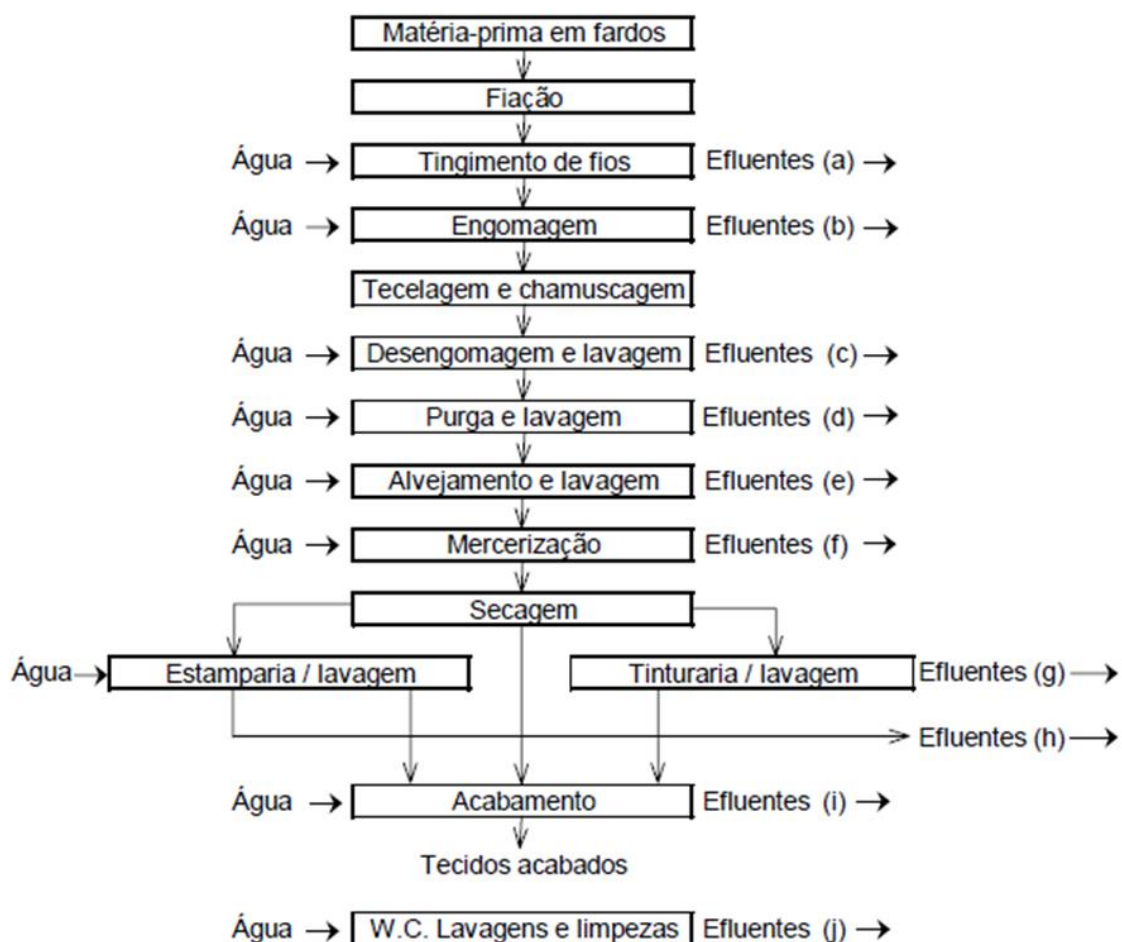 Matéria-prima em fardos
Fiação
Água Tingimento de fios Efluentes (a)
Água Engomagem Efluentes (b)
Tecelagem e chamuscagem
Água Desengomagem e lavagem Efluentes (c)
Água Purga e lavagem Efluentes (d)
Água Alvejamento e lavagem Efluentes (e)
Água Mercerização Efluentes (f)
Secagem
Água Estamparia / lavagem Tinturaria / lavagem Efluentes (g)
Efluentes (h)
Água Acabamento Efluentes (i)
Tecidos acabados
Água W.C. Lavagens e limpezas Efluentes (j)